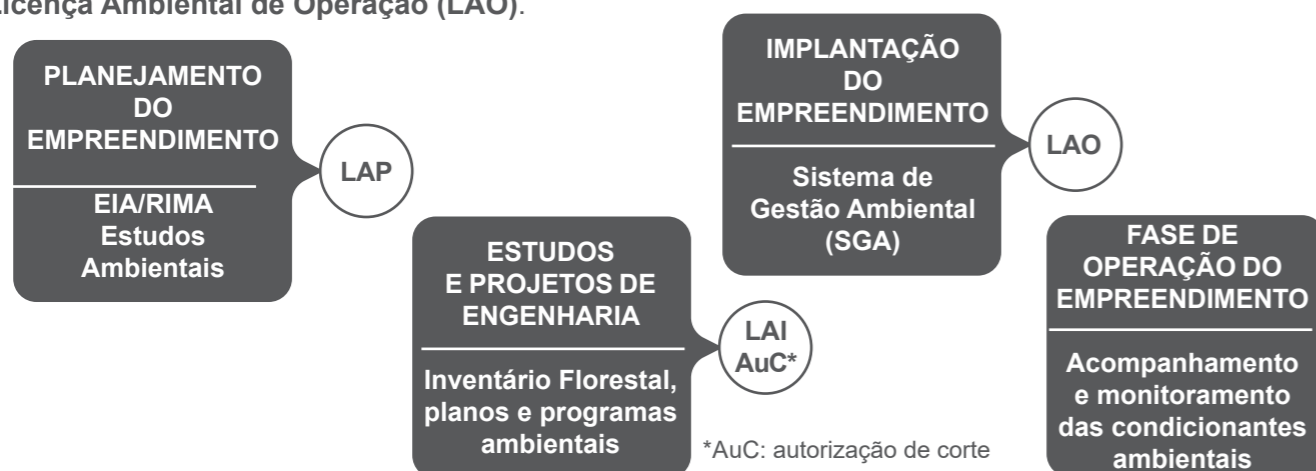 Licença Ambiental de Operação (LAO).
PLANEJAMENTO
DO
EMPREENDIMENTO
EIA/RIMA
Estudos
Ambientais
LAP
ESTUDOS
E PROJETOS DE
ENGENHARIA
Inventário Florestal,
planos e programas
ambientais
LAI
AuC*
*AuC: autorização de corte
IMPLANTAÇÃO
DO
EMPREENDIMENTO
Sistema de
Gestão Ambiental
(SGA)
LAO
FASE DE
OPERAÇÃO DO
EMPREENDIMENTO
Acompanhamento
e monitoramento
das condicionantes
ambientais